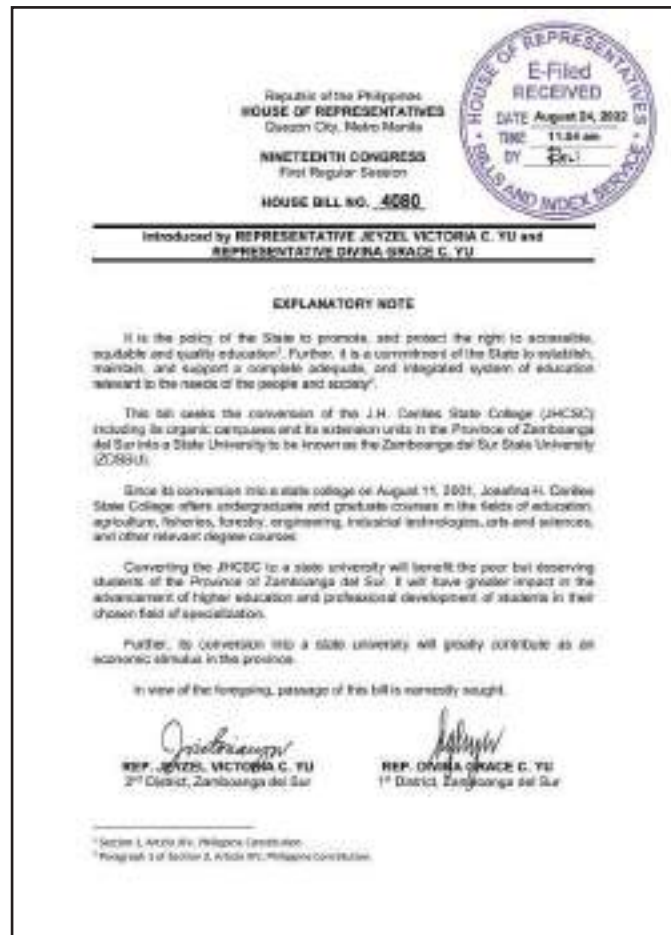 HOUSE OF REPRESENTATIVES
E-Filed
RECEIVED
DATE August 24, 2022
TIME 11:04 am
BY
BILLS AND INDEX SERVICE
Republic of the Philippines
HOUSE OF REPRESENTATIVES
Quezon City, Metro Manila
NINETEENTH CONGRESS
First Regular Session
HOUSE BILL NO. 4080
Introduced by REPRESENTATIVE JEYZEL VICTORIA C. YU and
REPRESENTATIVE DIVINA GRACE C. YU
EXPLANATORY NOTE
It is the policy of the State to promote, and protect the right to accessible,
equitable and quality education¹. Further, it is a commitment of the State to establish,
maintain, and support a complete adequate, and integrated system of education
relevant to the needs of the people and society².
This bill seeks the conversion of the J.H. Cerilles State College (JHCSC)
including its organic campuses and its extension units in the Province of Zamboanga
del Sur into a State University to be known as the Zamboanga del Sur State University
(ZDSSU).
Since its conversion into a state college on August 11, 2001, Josefina H. Cerilles
State College offers undergraduate and graduate courses in the fields of education,
agriculture, fisheries, forestry, engineering, industrial technologies, arts and sciences,
and other relevant degree courses.
Converting the JHCSC to a state university will benefit the poor but deserving
students of the Province of Zamboanga del Sur. It will have greater impact in the
advancement of higher education and professional development of students in their
chosen field of specialization.
Further, its conversion into a state university will greatly contribute as an
economic stimulus in the province.
In view of the foregoing, passage of this bill is earnestly sought.
REP. JEYZEL VICTORIA C. YU
2nd District, Zamboanga del Sur
REP. DIVINA GRACE C. YU
1st District, Zamboanga del Sur
¹ Section 1, Article XIV, Philippine Constitution.
² Paragraph 1 of Section 2, Article XIV, Philippine Constitution.